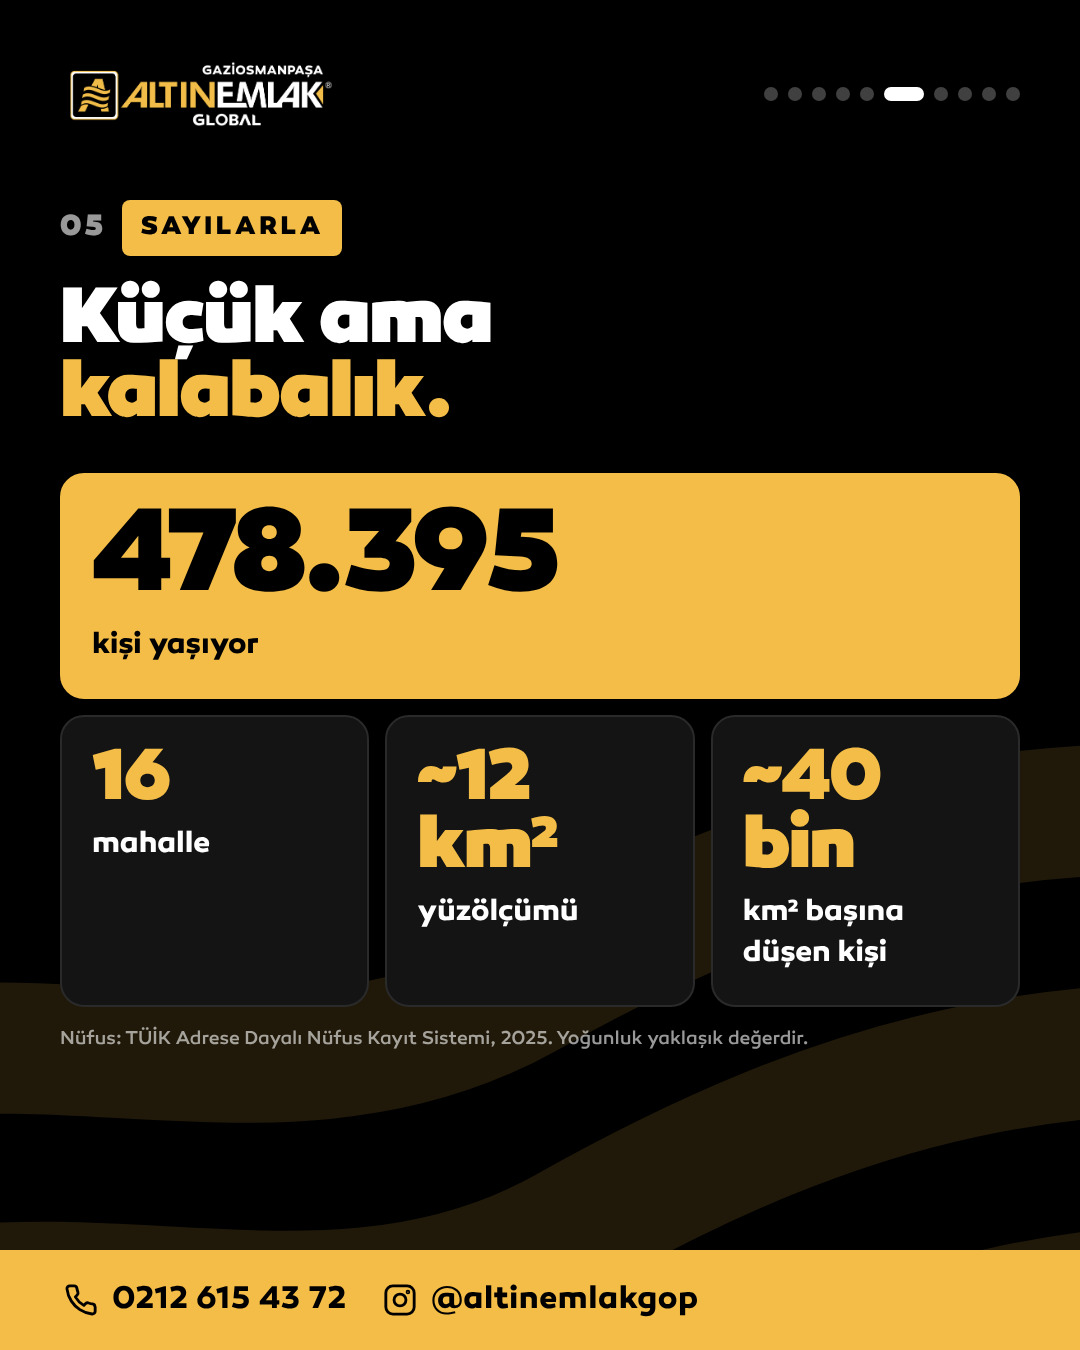 GAZİOSMANPAŞA
ALTINEMLAK®
GLOBAL
05 SAYILARLA
Küçük ama
kalabalık.
478.395
kişi yaşıyor
16
mahalle
~12
km²
yüzölçümü
~40
bin
km² başına
düşen kişi
Nüfus: TÜİK Adrese Dayalı Nüfus Kayıt Sistemi, 2025. Yoğunluk yaklaşık değerdir.
0212 615 43 72 @altinemlakgop